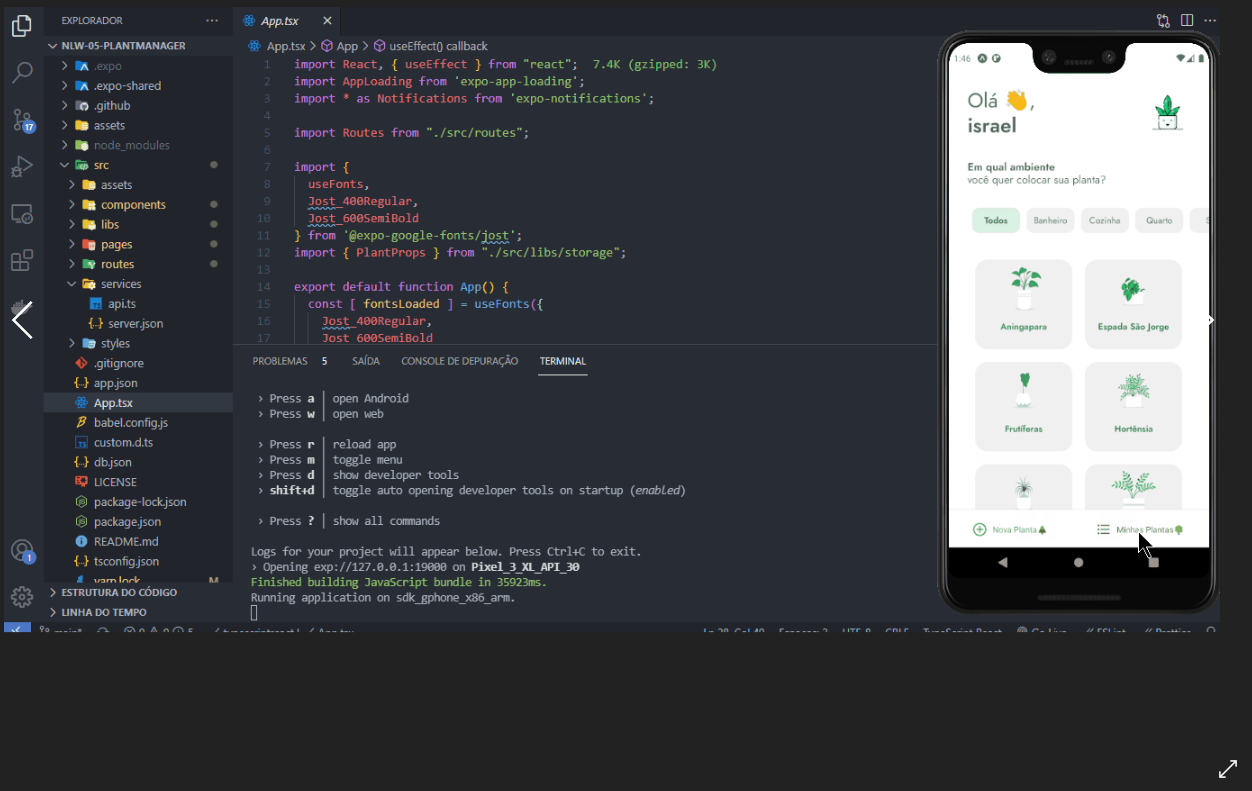 EXPLORADOR
NLW-05-PLANTMANAGER
.expo
.expo-shared
.github
assets
node_modules
src
assets
components
libs
pages
routes
services
api.ts
server.json
styles
.gitignore
app.json
App.tsx
babel.config.js
custom.d.ts
db.json
LICENSE
package-lock.json
package.json
README.md
tsconfig.json
yarn.lock M
ESTRUTURA DO CÓDIGO
LINHA DO TEMPO
17
1
App.tsx
App.tsx > App > useEffect() callback
1 import React, { useEffect } from "react"; 7.4K (gzipped: 3K)
2 import AppLoading from 'expo-app-loading';
3 import * as Notifications from 'expo-notifications';
4
5 import Routes from "./src/routes";
6
7 import {
8 useFonts,
9 Jost_400Regular,
10 Jost_600SemiBold
11 } from '@expo-google-fonts/jost';
12 import { PlantProps } from "./src/libs/storage";
13
14 export default function App() {
15 const [ fontsLoaded ] = useFonts({
16 Jost_400Regular,
17 Jost_600SemiBold
PROBLEMAS 5 SAÍDA CONSOLE DE DEPURAÇÃO TERMINAL
› Press a │ open Android
› Press w │ open web
› Press r │ reload app
› Press m │ toggle menu
› Press d │ show developer tools
› shift+d │ toggle auto opening developer tools on startup (enabled)
› Press ? │ show all commands
Logs for your project will appear below. Press Ctrl+C to exit.
› Opening exp://127.0.0.1:19000 on Pixel_3_XL_API_30
Finished building JavaScript bundle in 35923ms.
Running application on sdk_gphone_x86_arm.
1:46
Olá 👋,
israel
Em qual ambiente
você quer colocar sua planta?
Todos Banheiro Cozinha Quarto
Aningapara Espada São Jorge
Frutíferas Hortênsia
Nova Planta Minhas Plantas